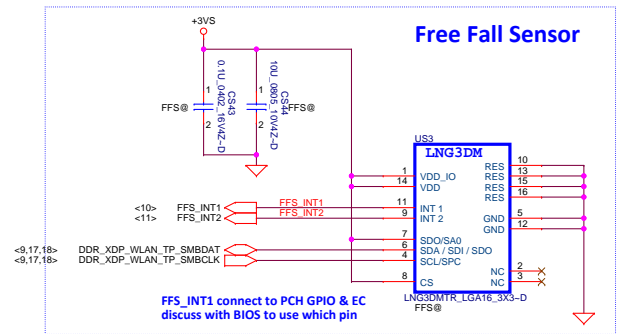 +3VS
Free Fall Sensor
1
CS43
0.1U_0402_16V4Z~D
FFS@
2
1
CS44
10U_0805_10V4Z~D
FFS@
2
US3
LNG3DM
1 VDD_IO
14 VDD
RES 10
RES 13
RES 15
RES 16
<10> FFS_INT1 FFS_INT1 11 INT 1
<11> FFS_INT2 FFS_INT2 9 INT 2
GND 5
GND 12
7 SDO/SA0
<9,17,18> DDR_XDP_WLAN_TP_SMBDAT 6 SDA / SDI / SDO
<9,17,18> DDR_XDP_WLAN_TP_SMBCLK 4 SCL/SPC
NC 2
NC 3
8 CS
LNG3DMTR_LGA16_3X3~D
FFS@
FFS_INT1 connect to PCH GPIO & EC
discuss with BIOS to use which pin